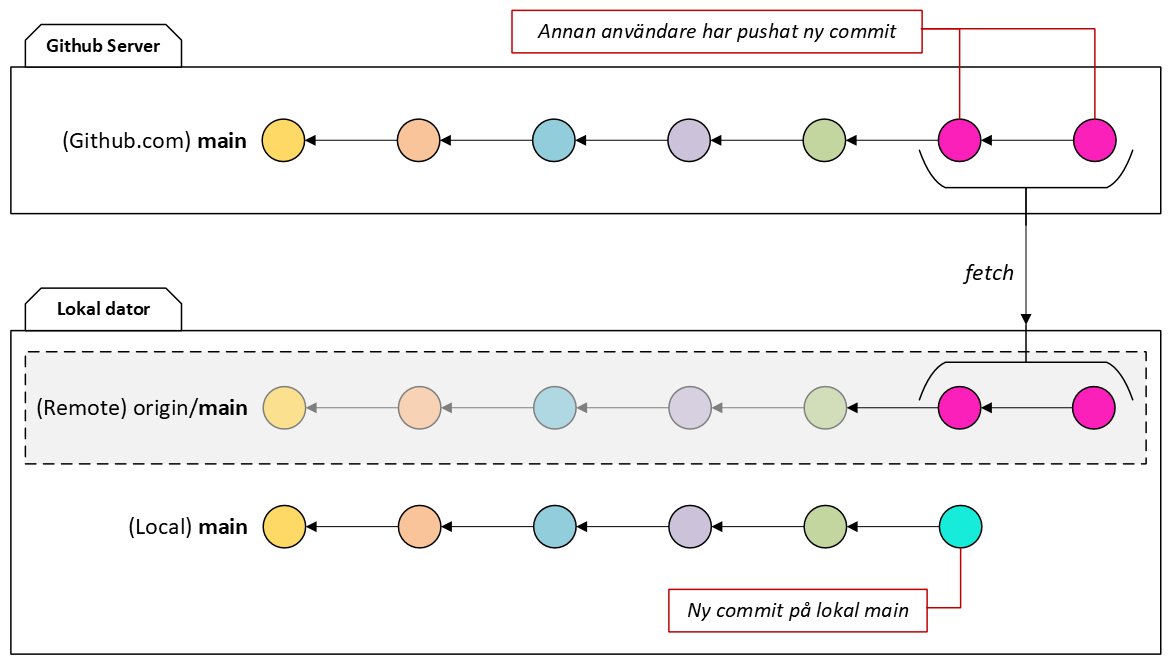 Annan användare har pushat ny commit
Github Server
(Github.com) main
fetch
Lokal dator
(Remote) origin/main
(Local) main
Ny commit på lokal main